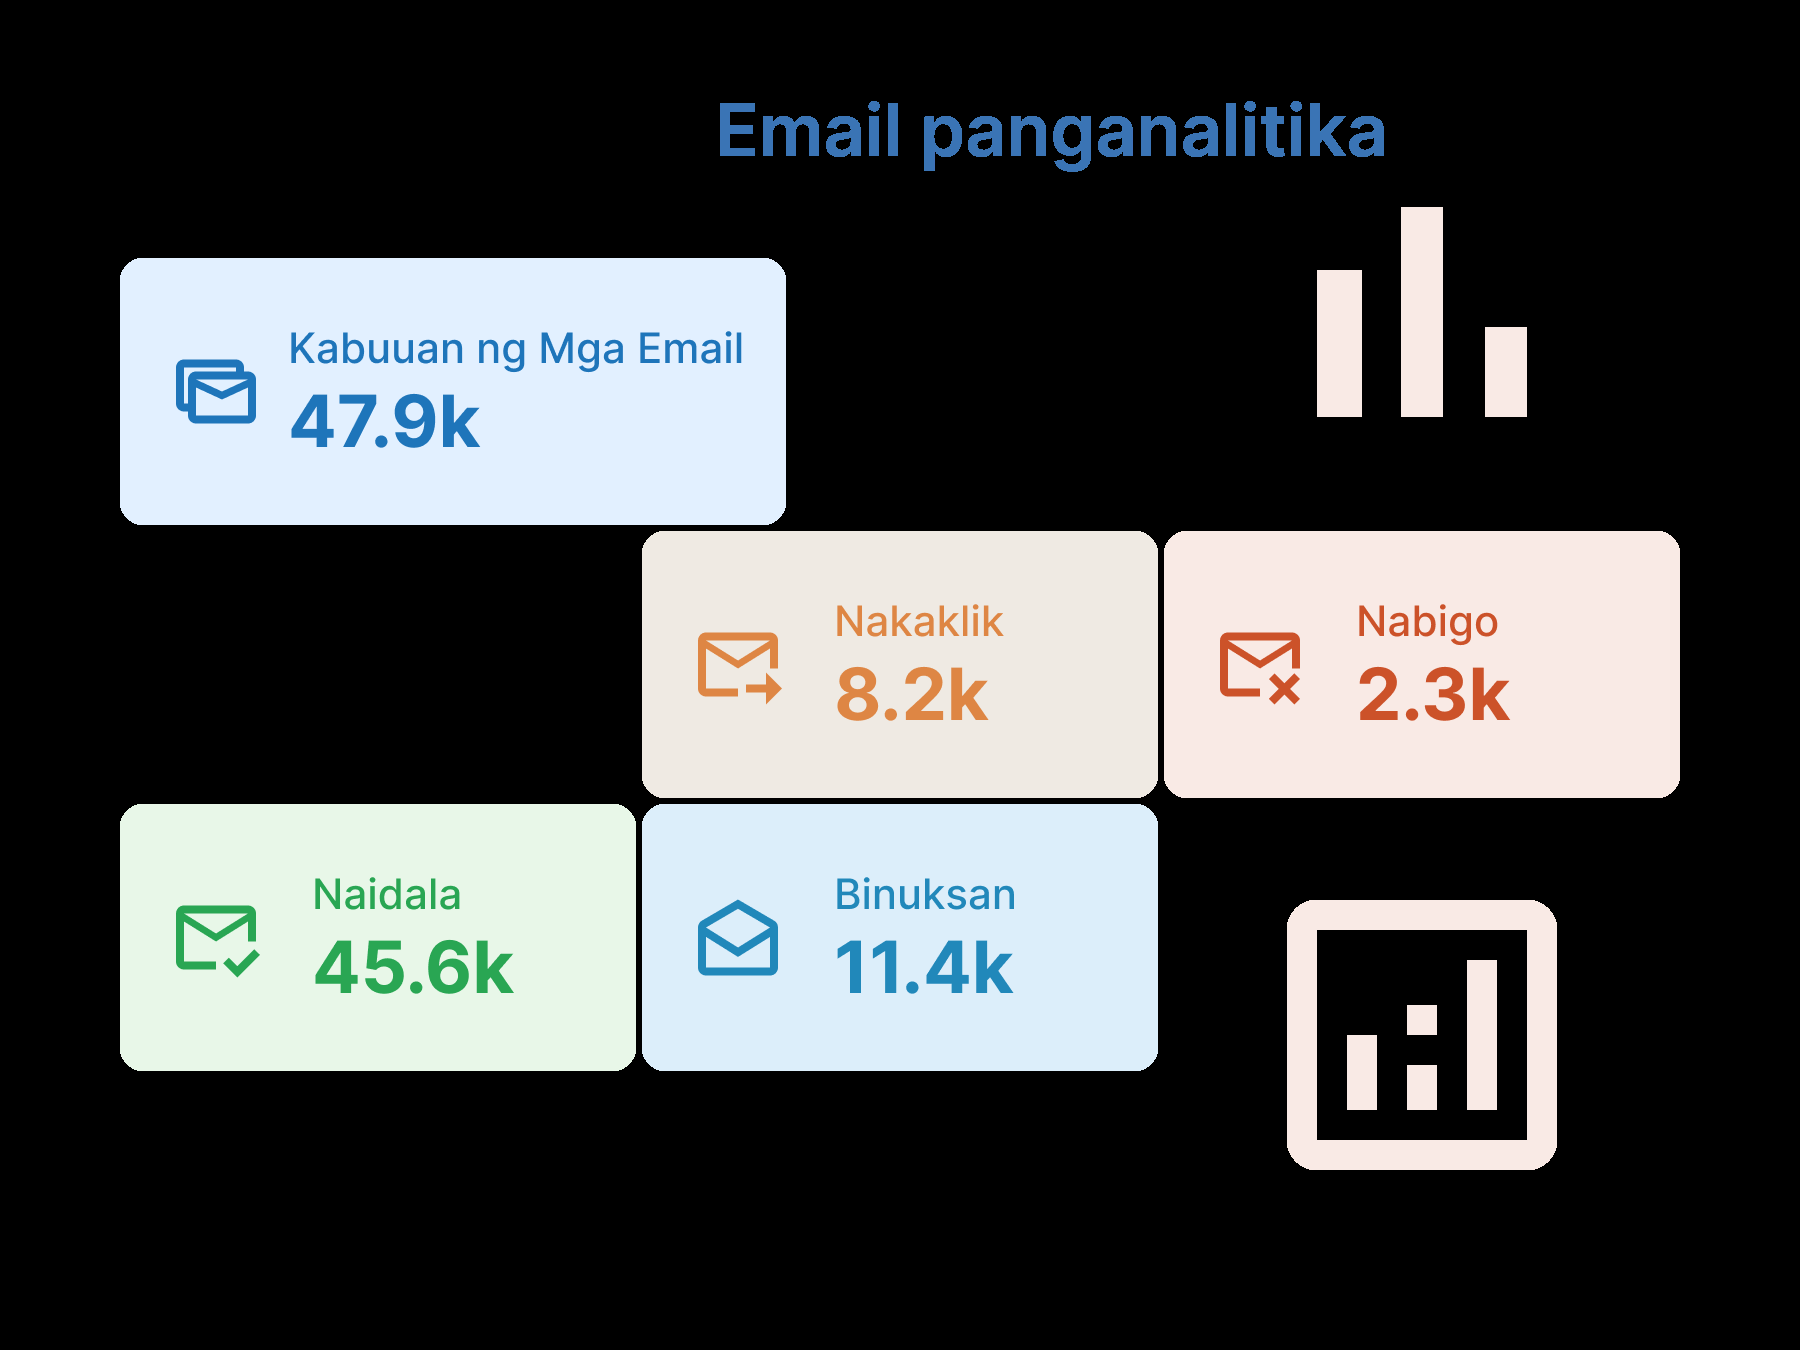 Email panganalitika
Kabuuan ng Mga Email
47.9k
Nakaklik
8.2k
Nabigo
2.3k
Naidala
45.6k
Binuksan
11.4k